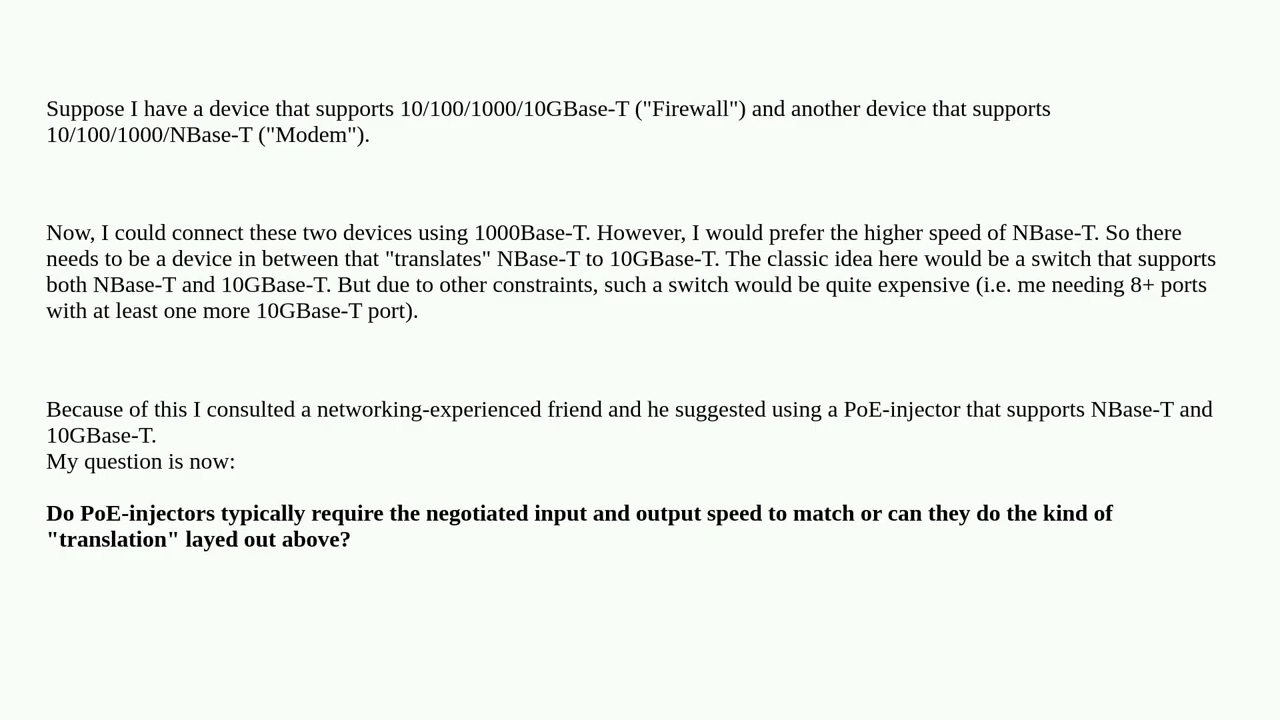 Suppose I have a device that supports 10/100/1000/10GBase-T ("Firewall") and another device that supports
10/100/1000/NBase-T ("Modem").
Now, I could connect these two devices using 1000Base-T. However, I would prefer the higher speed of NBase-T. So there
needs to be a device in between that "translates" NBase-T to 10GBase-T. The classic idea here would be a switch that supports
both NBase-T and 10GBase-T. But due to other constraints, such a switch would be quite expensive (i.e. me needing 8+ ports
with at least one more 10GBase-T port).
Because of this I consulted a networking-experienced friend and he suggested using a PoE-injector that supports NBase-T and
10GBase-T.
My question is now:
Do PoE-injectors typically require the negotiated input and output speed to match or can they do the kind of
"translation" layed out above?